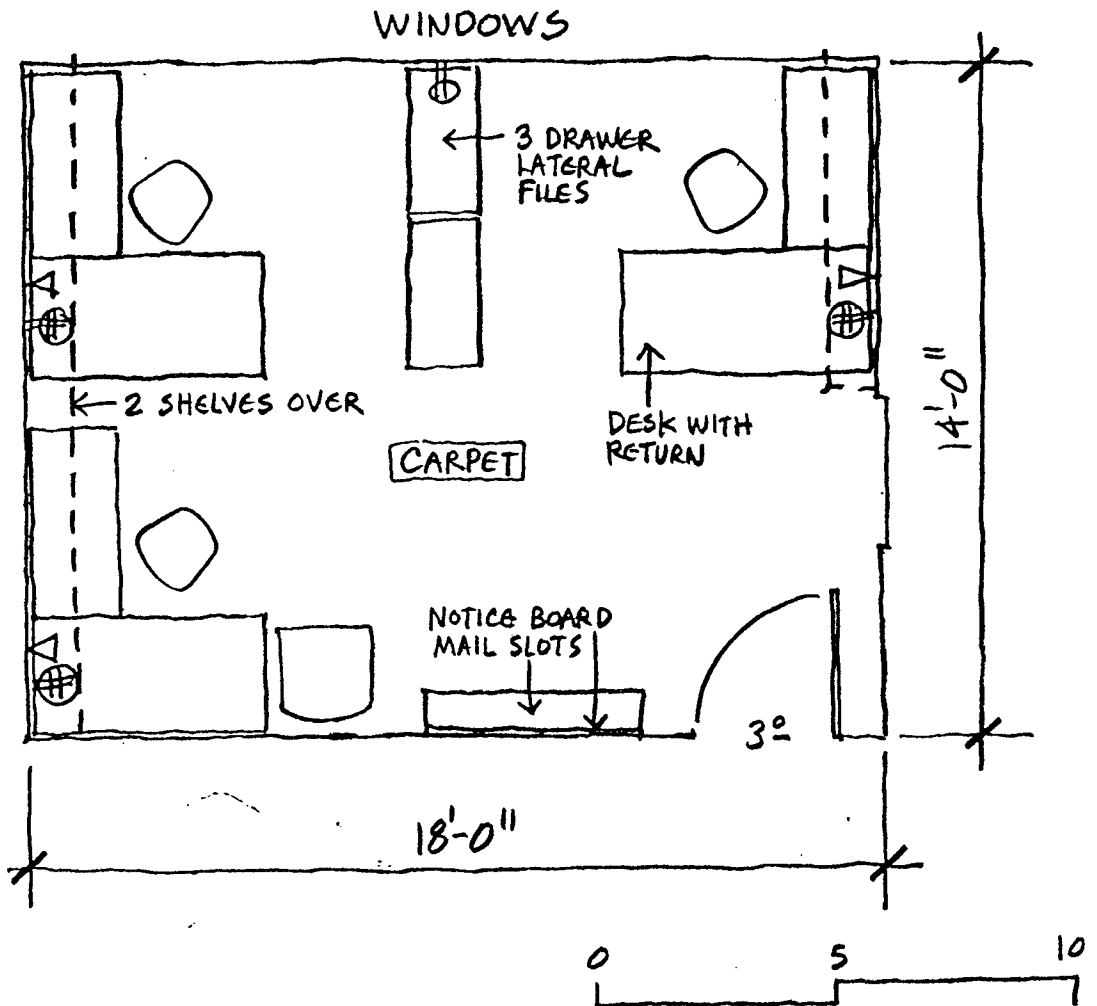 WINDOWS
3 DRAWER
LATERAL
FILES
2 SHELVES OVER
DESK WITH
RETURN
14'-0"
CARPET
NOTICE BOARD
MAIL SLOTS
3º
18'-0"
0 5 10